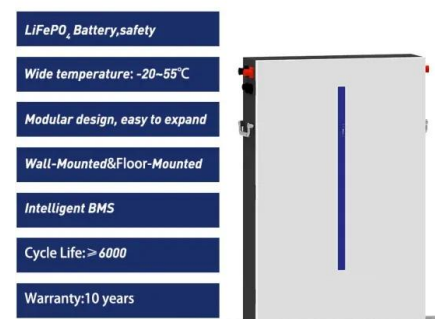 LiFePO₄ Battery,safety
Wide temperature: -20~55℃
Modular design, easy to expand
Wall-Mounted&Floor-Mounted
Intelligent BMS
Cycle Life:≥6000
Warranty:10 years